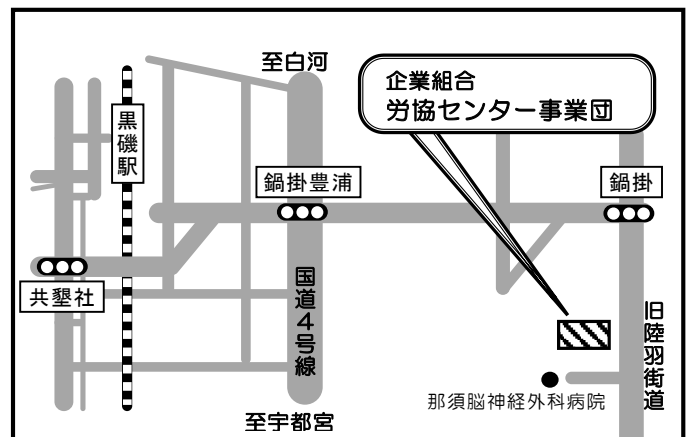 至白河
企業組合
労協センター事業団
黒磯駅
鍋掛豊浦
鍋掛
共墾社
国道4号線
旧陸羽街道
那須脳神経外科病院
至宇都宮